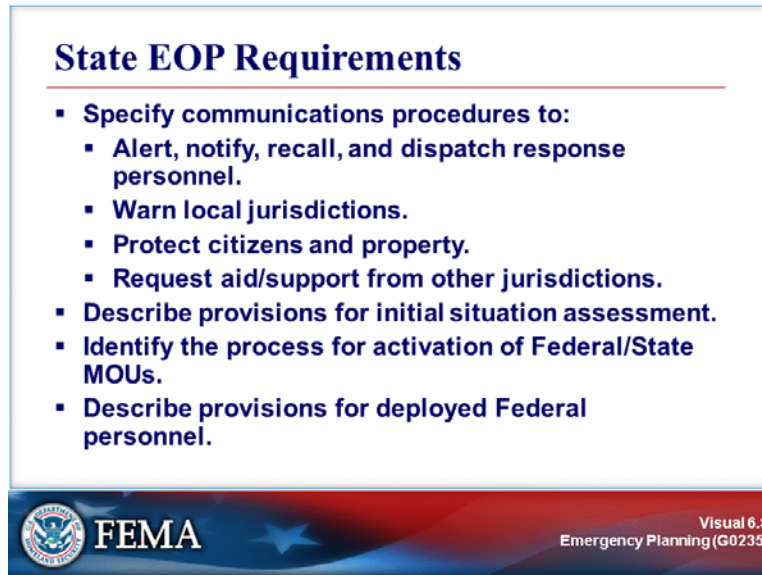 State EOP Requirements
▪ Specify communications procedures to:
▪ Alert, notify, recall, and dispatch response
personnel.
▪ Warn local jurisdictions.
▪ Protect citizens and property.
▪ Request aid/support from other jurisdictions.
▪ Describe provisions for initial situation assessment.
▪ Identify the process for activation of Federal/State
MOUs.
▪ Describe provisions for deployed Federal
personnel.
FEMA
Visual 6.
Emergency Planning (G0235